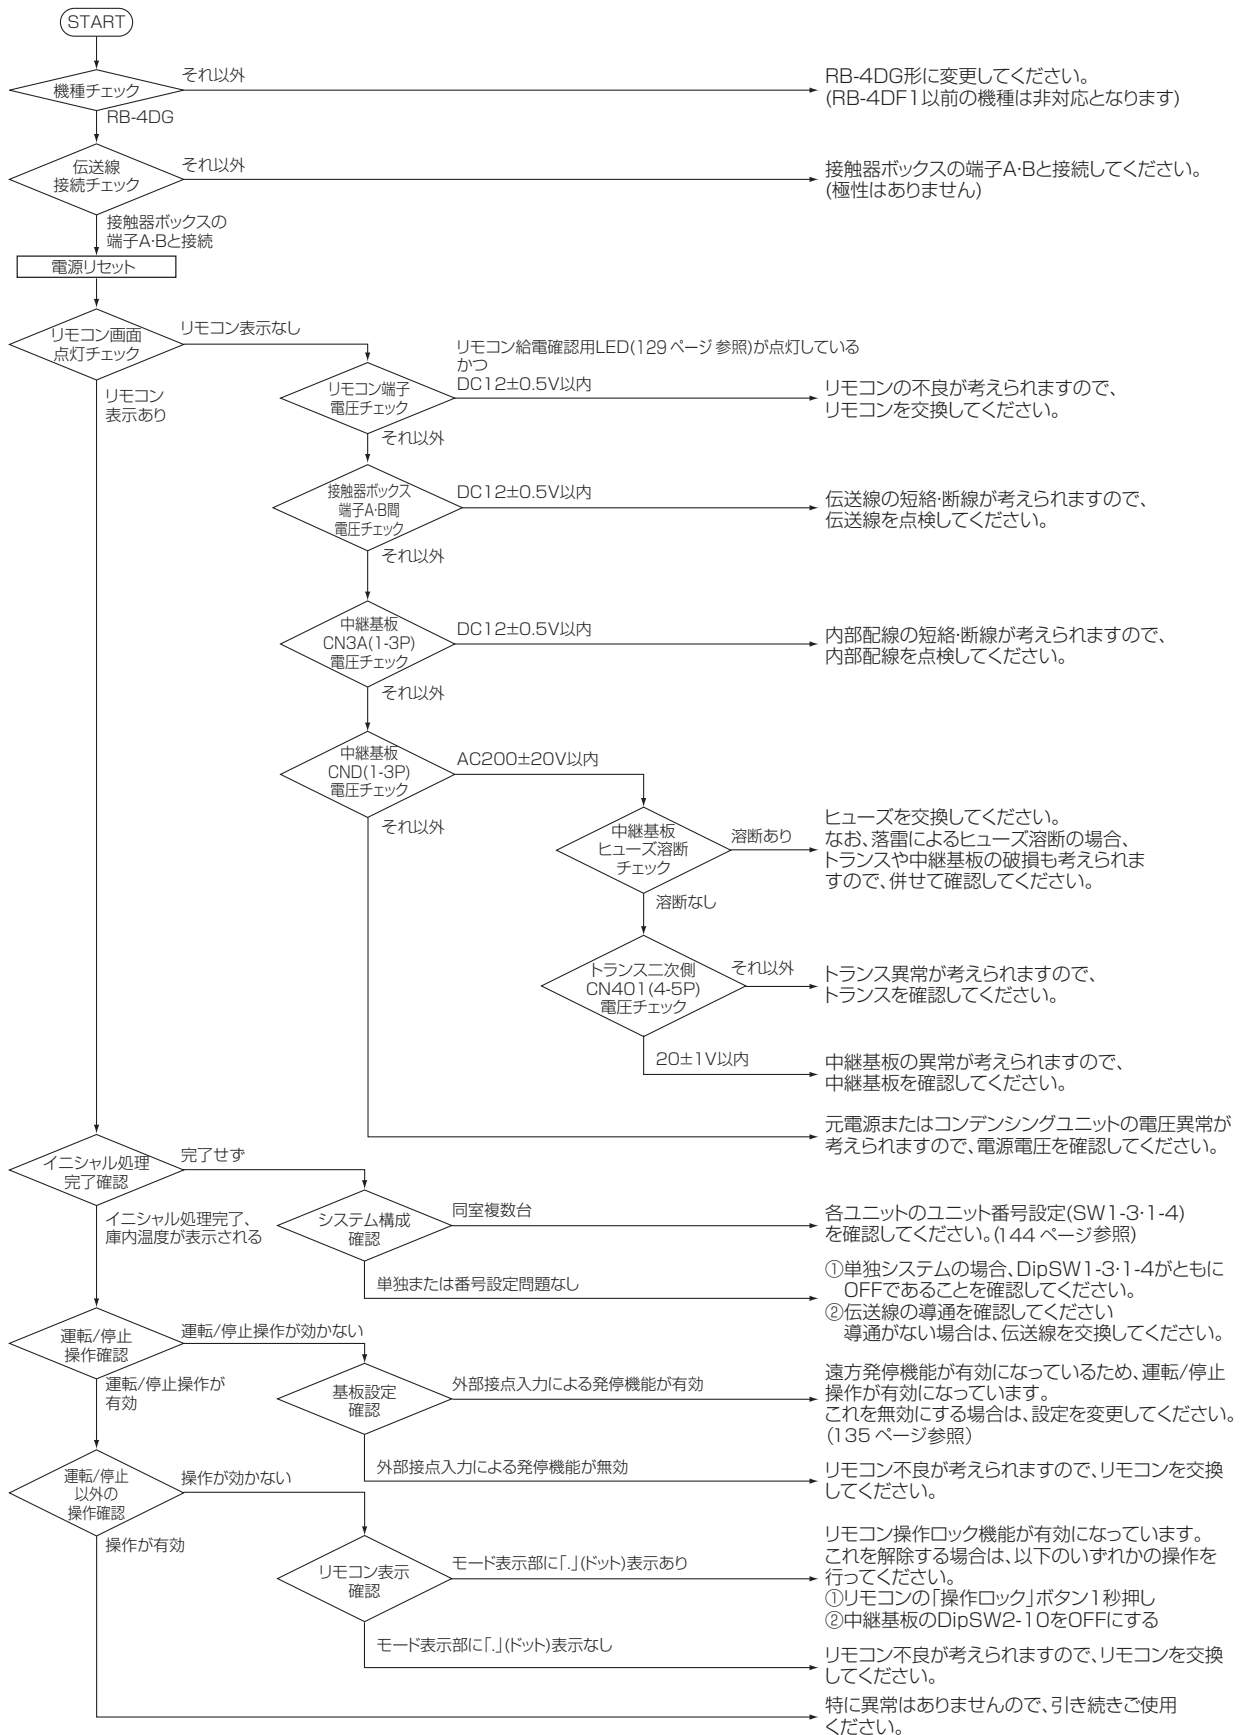 START
機種チェック
それ以外
RB-4DG形に変更してください。
(RB-4DF1以前の機種は非対応となります)
RB-4DG
伝送線
接続チェック
それ以外
接触器ボックスの端子A・Bと接続してください。
(極性はありません)
接触器ボックスの
端子A・Bと接続
電源リセット
リモコン画面
点灯チェック
リモコン表示なし
リモコン
表示あり
リモコン端子
電圧チェック
リモコン給電確認用LED(129 ページ 参照)が点灯している
かつ
DC12±0.5V以内
リモコンの不良が考えられますので、
リモコンを交換してください。
それ以外
接触器ボックス
端子A・B間
電圧チェック
DC12±0.5V以内
伝送線の短絡・断線が考えられますので、
伝送線を点検してください。
それ以外
中継基板
CN3A(1-3P)
電圧チェック
DC12±0.5V以内
内部配線の短絡・断線が考えられますので、
内部配線を点検してください。
それ以外
中継基板
CND(1-3P)
電圧チェック
AC200±20V以内
それ以外
中継基板
ヒューズ溶断
チェック
溶断あり
ヒューズを交換してください。
なお、落雷によるヒューズ溶断の場合、
トランスや中継基板の破損も考えられま
すので、併せて確認してください。
溶断なし
トランス二次側
CN401(4-5P)
電圧チェック
それ以外
トランス異常が考えられますので、
トランスを確認してください。
20±1V以内
中継基板の異常が考えられますので、
中継基板を確認してください。
元電源またはコンデンシングユニットの電圧異常が
考えられますので、電源電圧を確認してください。
イニシャル処理
完了確認
完了せず
イニシャル処理完了、
庫内温度が表示される
システム構成
確認
同室複数台
各ユニットのユニット番号設定(SW1-3・1-4)
を確認してください。(144 ページ参照)
単独または番号設定問題なし
①単独システムの場合、DipSW1-3・1-4がともに
OFFであることを確認してください。
②伝送線の導通を確認してください
導通がない場合は、伝送線を交換してください。
運転/停止
操作確認
運転/停止操作が効かない
運転/停止操作が
有効
基板設定
確認
外部接点入力による発停機能が有効
遠方発停機能が有効になっているため、運転/停止
操作が有効になっています。
これを無効にする場合は、設定を変更してください。
(135 ページ参照)
外部接点入力による発停機能が無効
リモコン不良が考えられますので、リモコンを交換
してください。
運転/停止
以外の
操作確認
操作が効かない
操作が有効
リモコン表示
確認
モード表示部に「.」(ドット)表示あり
リモコン操作ロック機能が有効になっています。
これを解除する場合は、以下のいずれかの操作を
行ってください。
①リモコンの「操作ロック」ボタン1秒押し
②中継基板のDipSW2-10をOFFにする
モード表示部に「.」(ドット)表示なし
リモコン不良が考えられますので、リモコンを交換
してください。
特に異常はありませんので、引き続きご使用
ください。